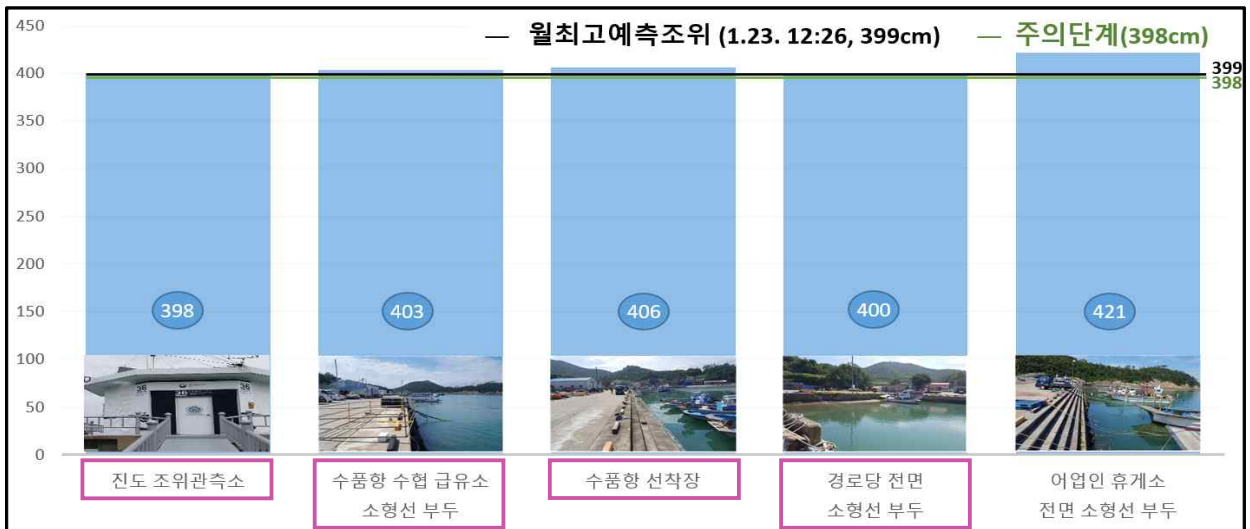 450
400
350
300
250
200
150
100
50
0
— 월최고예측조위 (1.23. 12:26, 399cm) — 주의단계(398cm)
399
398
398
403
406
400
421
진도 조위관측소
수품항 수협 급유소
소형선 부두
수품항 선착장
경로당 전면
소형선 부두
어업인 휴게소
전면 소형선 부두